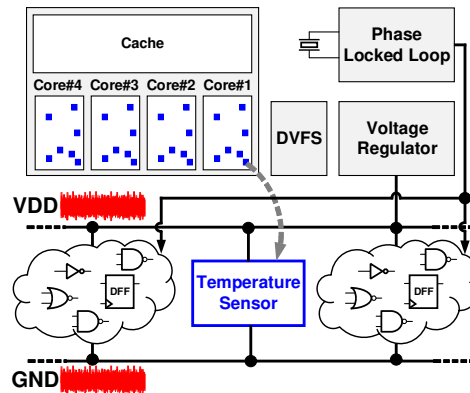 Cache
Core#4 Core#3 Core#2 Core#1
Phase
Locked Loop
DVFS
Voltage
Regulator
VDD
DFF
Temperature
Sensor
DFF
GND